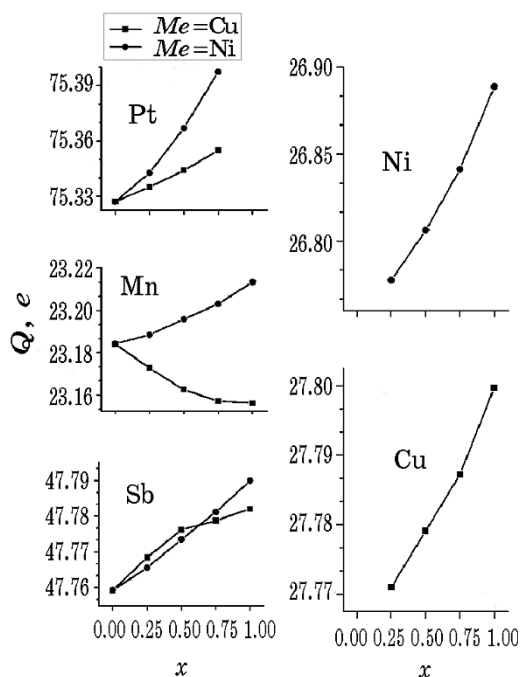 Me=Cu
Me=Ni
75.39
75.36
75.33
Pt
23.22
23.20
23.18
23.16
Mn
47.79
47.78
47.77
47.76
Sb
0.00 0.25 0.50 0.75 1.00
x
Q, e
26.90
26.85
26.80
Ni
27.80
27.79
27.78
27.77
Cu
0.00 0.25 0.50 0.75 1.00
x